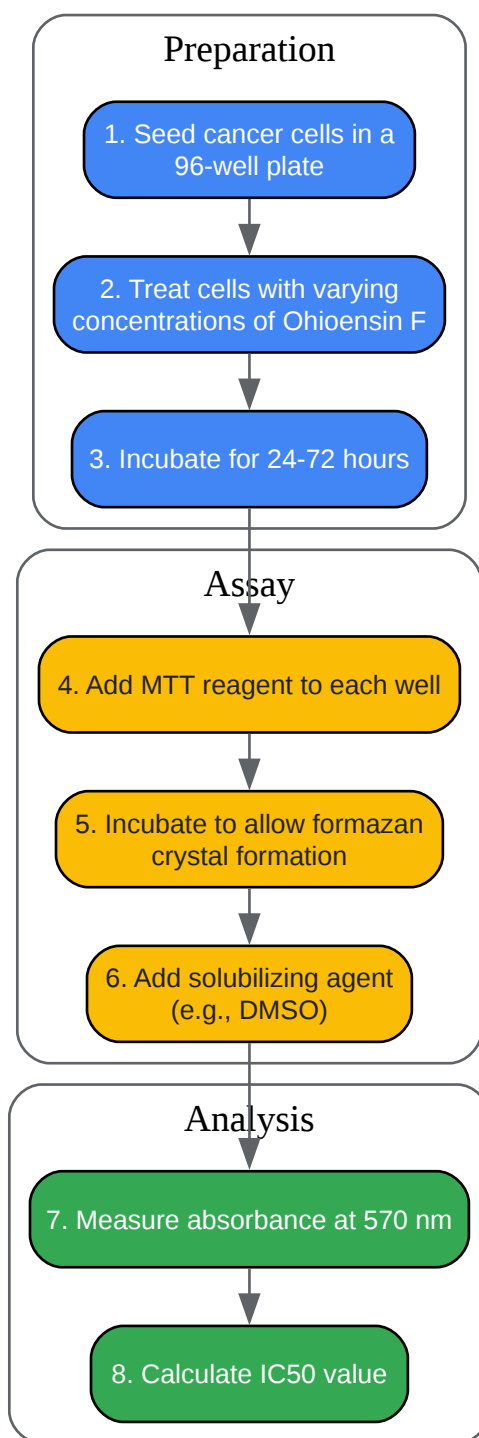 Preparation
1. Seed cancer cells in a
96-well plate
2. Treat cells with varying
concentrations of Ohioensin F
3. Incubate for 24-72 hours
Assay
4. Add MTT reagent to each well
5. Incubate to allow formazan
crystal formation
6. Add solubilizing agent
(e.g., DMSO)
Analysis
7. Measure absorbance at 570 nm
8. Calculate IC50 value